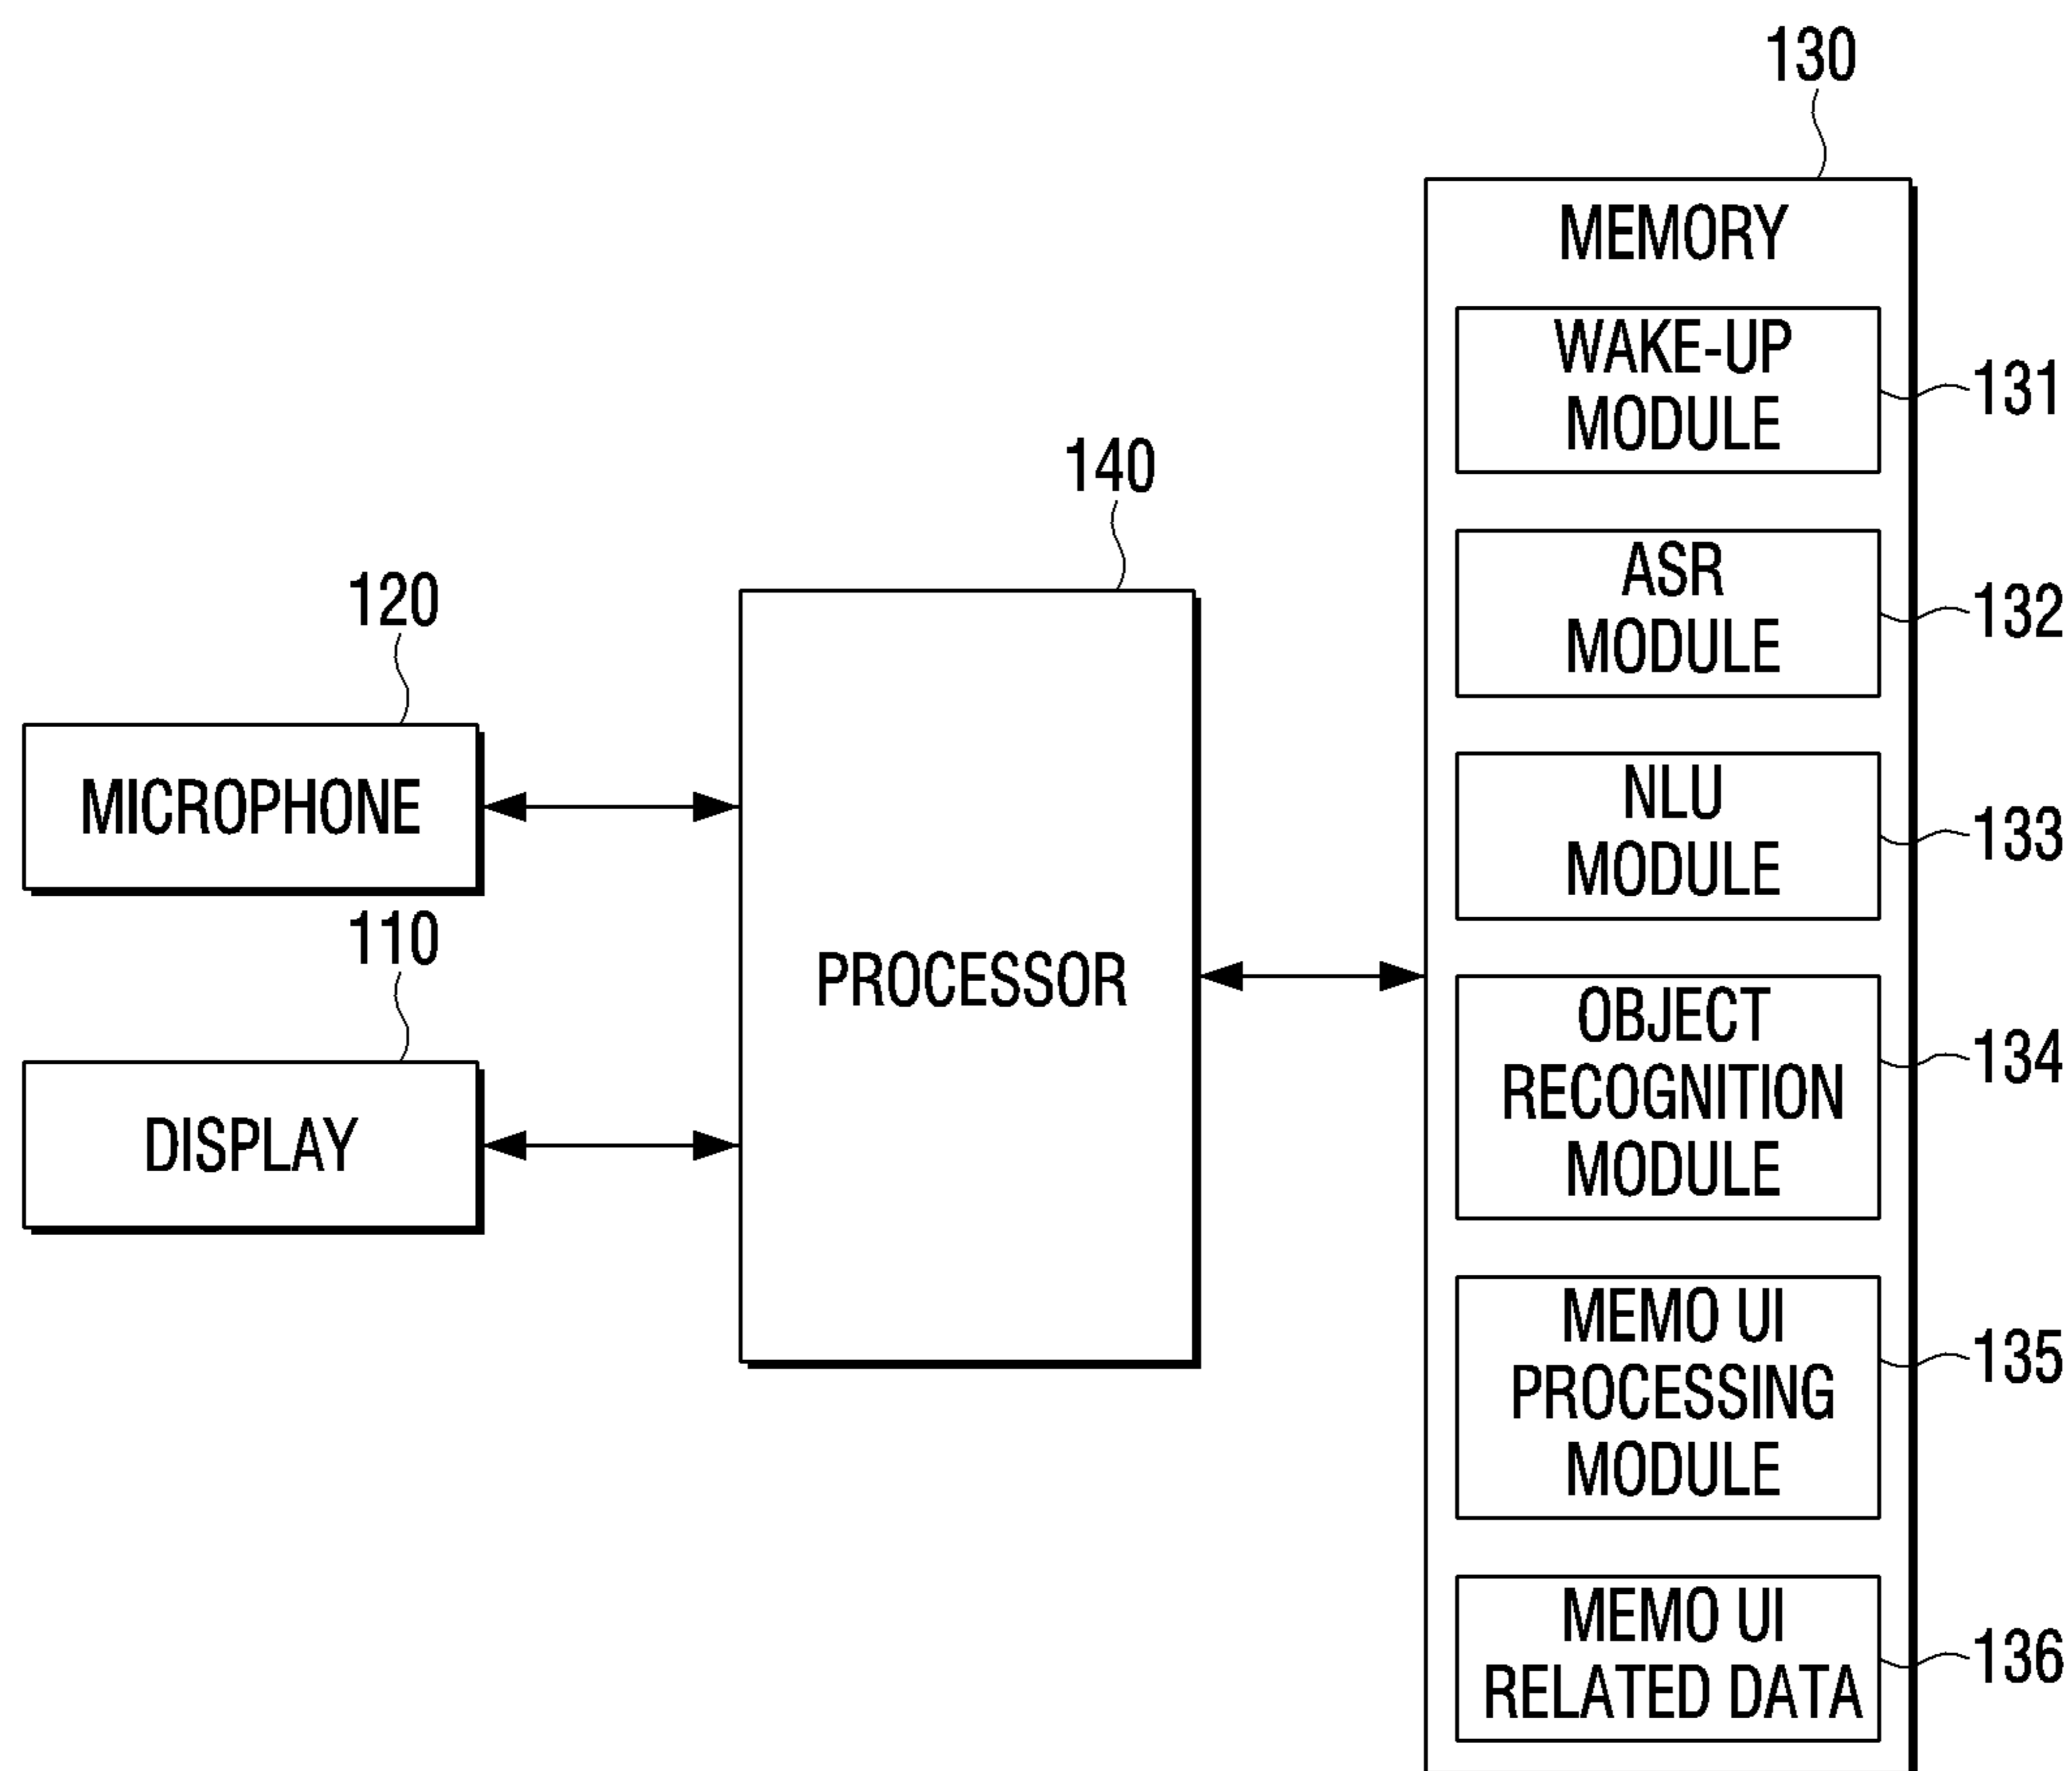 130
MEMORY
WAKE-UP
MODULE
131
140
ASR
MODULE
132
120
NLU
MODULE
133
MICROPHONE
110
PROCESSOR
OBJECT
RECOGNITION
MODULE
134
DISPLAY
MEMO UI
PROCESSING
MODULE
135
MEMO UI
RELATED DATA
136